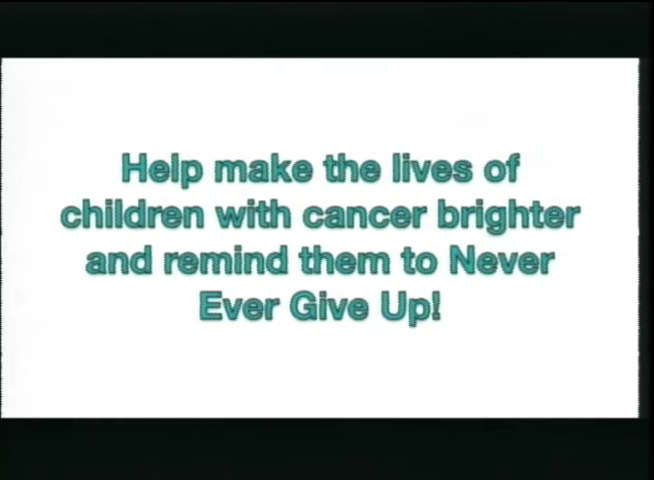 Help make the lives of
children with cancer brighter
and remind them to Never
Ever Give Up!